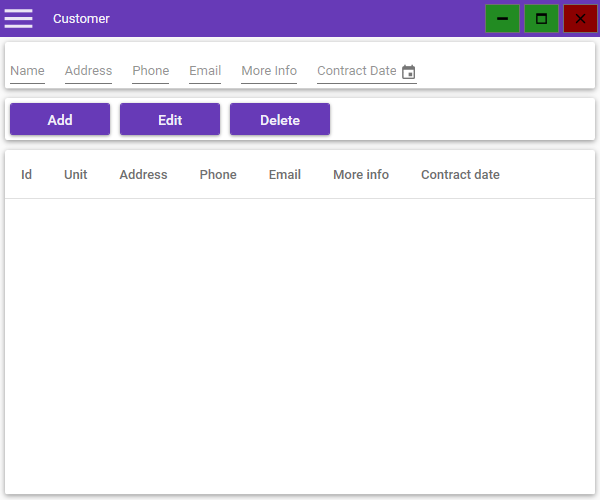 Customer
Name Address Phone Email More Info Contract Date
Add Edit Delete
Id Unit Address Phone Email More info Contract date